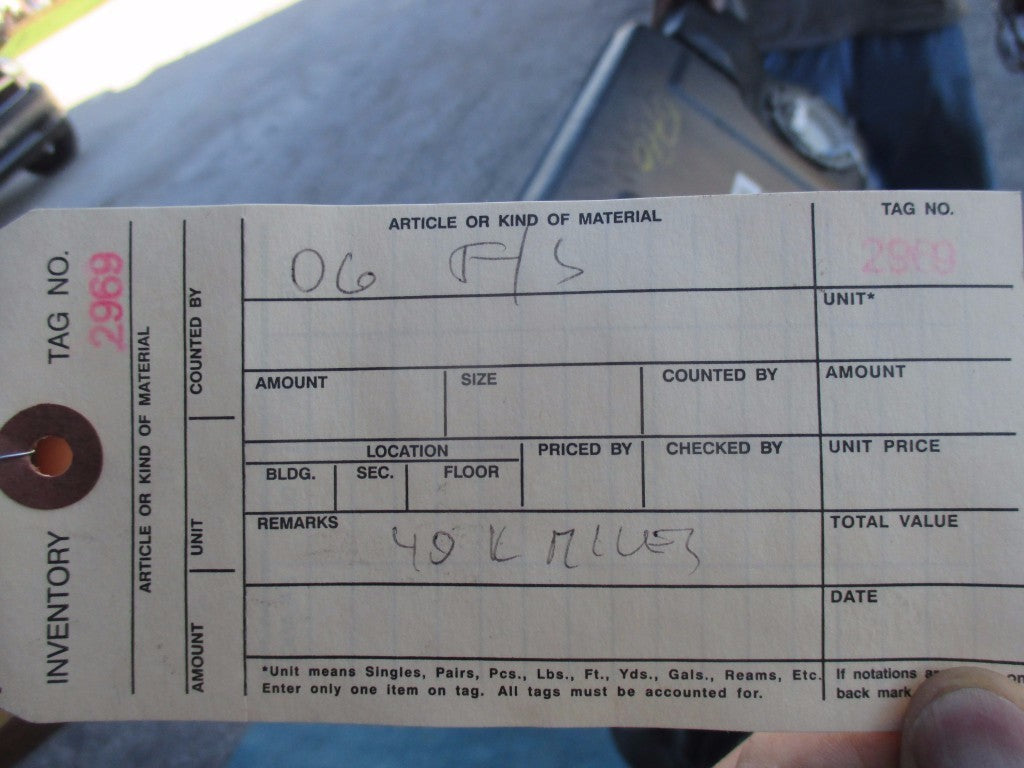 INVENTORY TAG NO.
2969
ARTICLE OR KIND OF MATERIAL
COUNTED BY
UNIT
AMOUNT
ARTICLE OR KIND OF MATERIAL
06 F/S
TAG NO.
2969
UNIT*
AMOUNT SIZE COUNTED BY AMOUNT
LOCATION PRICED BY CHECKED BY UNIT PRICE
BLDG. SEC. FLOOR
REMARKS TOTAL VALUE
40 K MILES
DATE
*Unit means Singles, Pairs, Pcs., Lbs., Ft., Yds., Gals., Reams, Etc.
Enter only one item on tag. All tags must be accounted for.
If notations
back mark